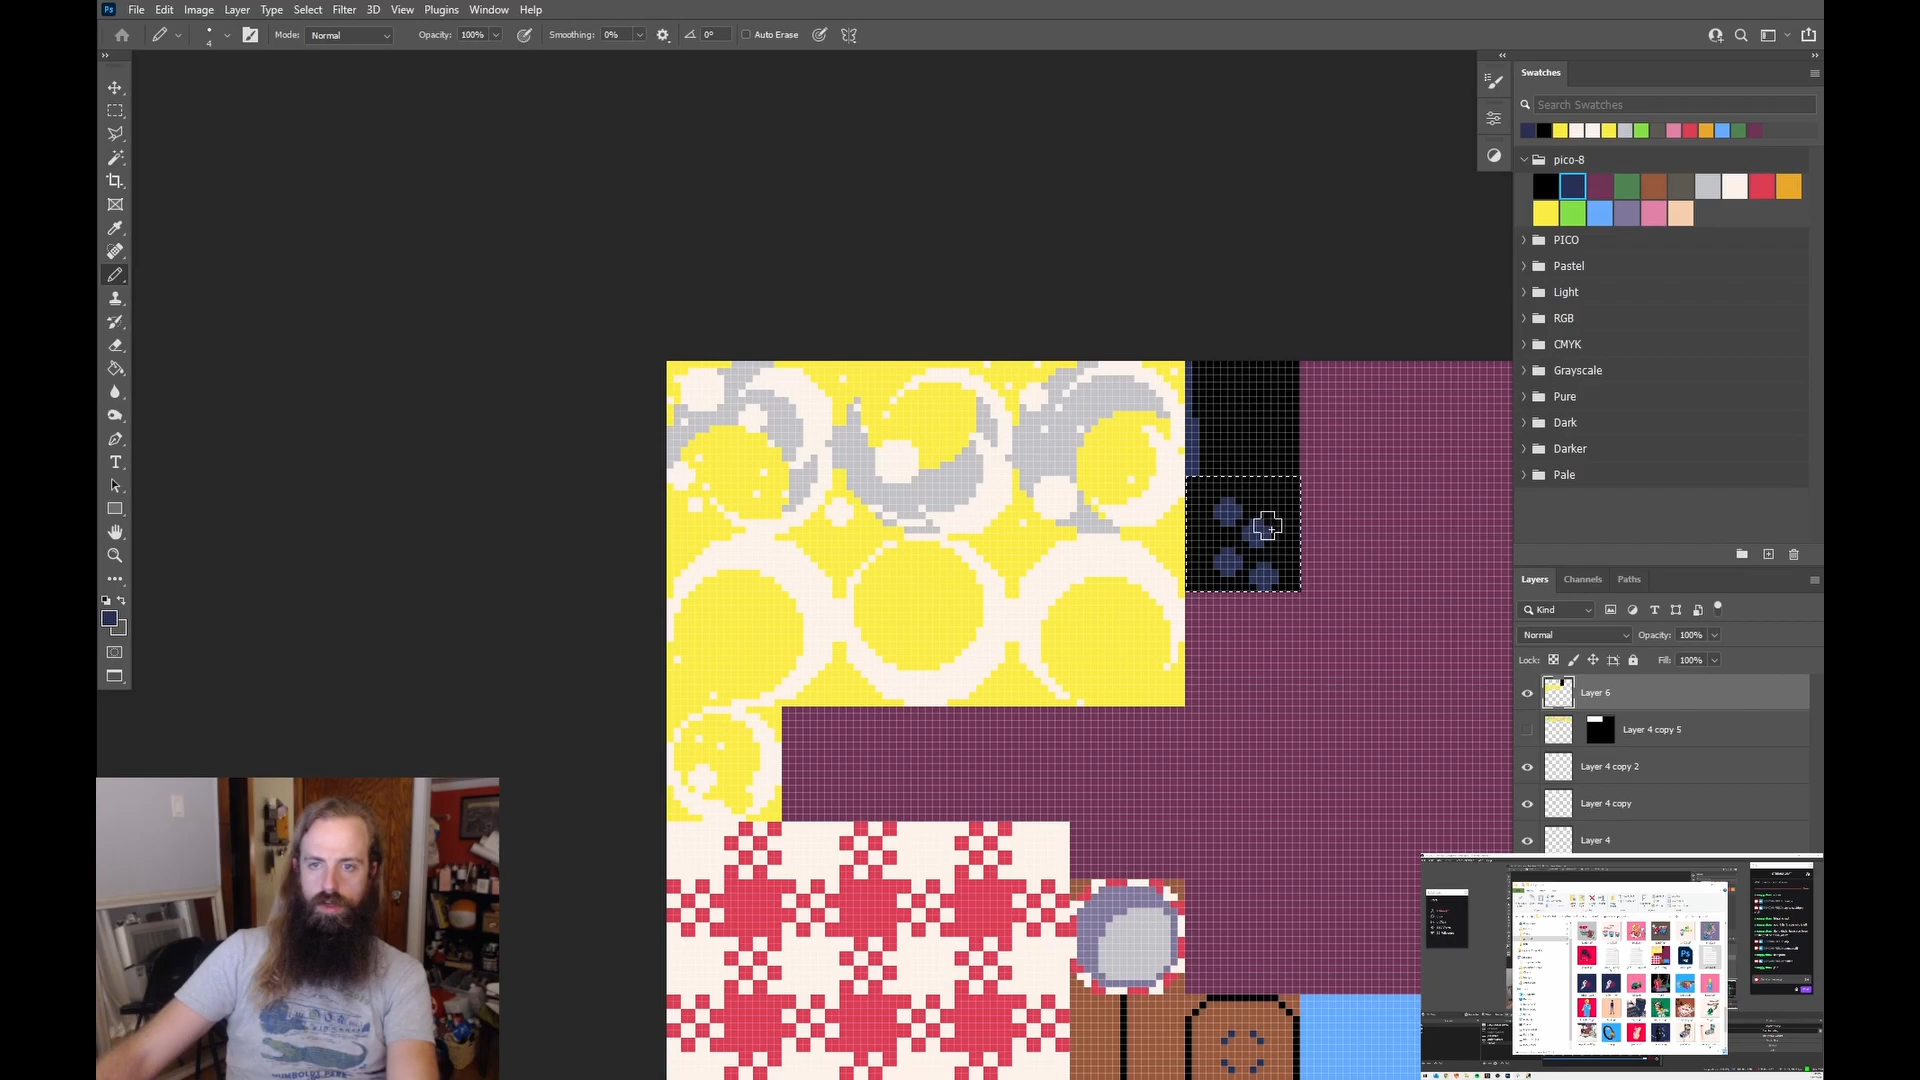 Ps File Edit Image Layer Type Select Filter 3D View Plugins Window Help
4 Mode: Normal Opacity: 100% Smoothing: 0% 0° Auto Erase
Swatches
Search Swatches
pico-8
PICO
Pastel
Light
RGB
CMYK
Grayscale
Pure
Dark
Darker
Pale
Layers Channels Paths
Kind
Normal Opacity: 100%
Lock: Fill: 100%
Layer 6
Layer 4 copy 5
Layer 4 copy 2
Layer 4 copy
Layer 4
HUMBOLDT PARK